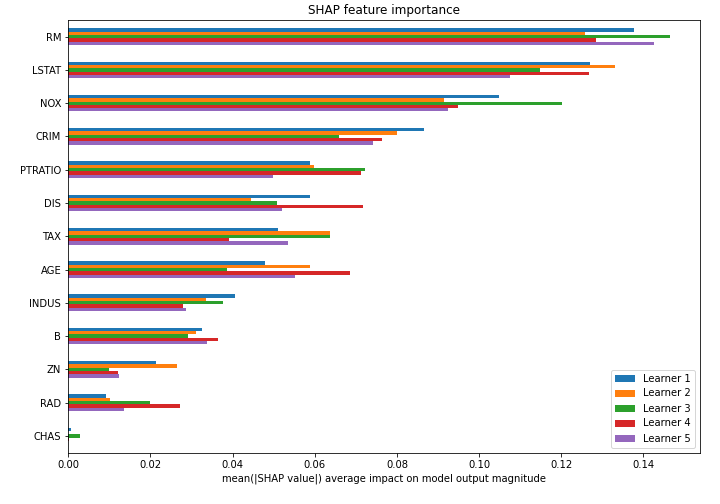 SHAP feature importance
RM
LSTAT
NOX
CRIM
PTRATIO
DIS
TAX
AGE
INDUS
B
ZN
RAD
CHAS
Learner 1
Learner 2
Learner 3
Learner 4
Learner 5
0.00 0.02 0.04 0.06 0.08 0.10 0.12 0.14
mean(|SHAP value|) average impact on model output magnitude